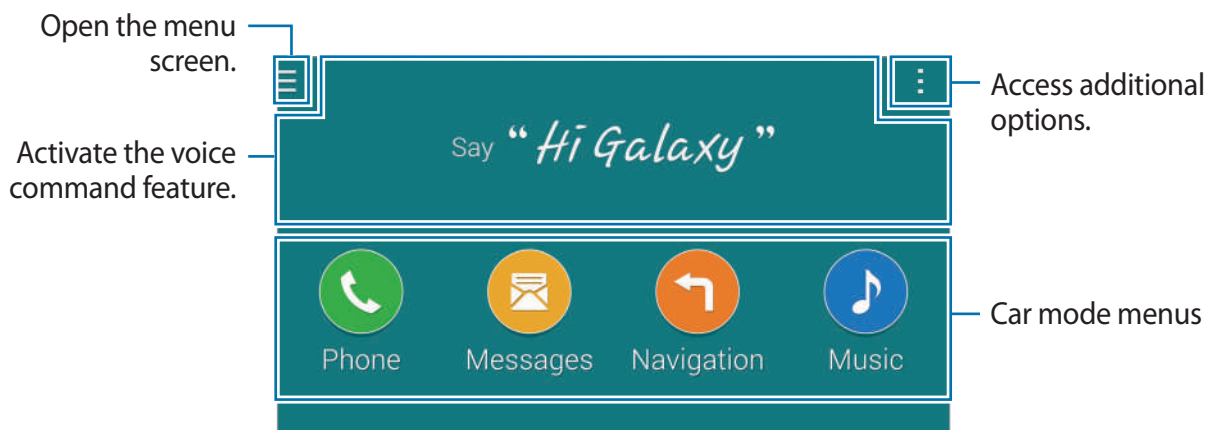 Open the menu
screen.
Access additional
options.
Say “Hi Galaxy”
Activate the voice
command feature.
Phone Messages Navigation Music
Car mode menus